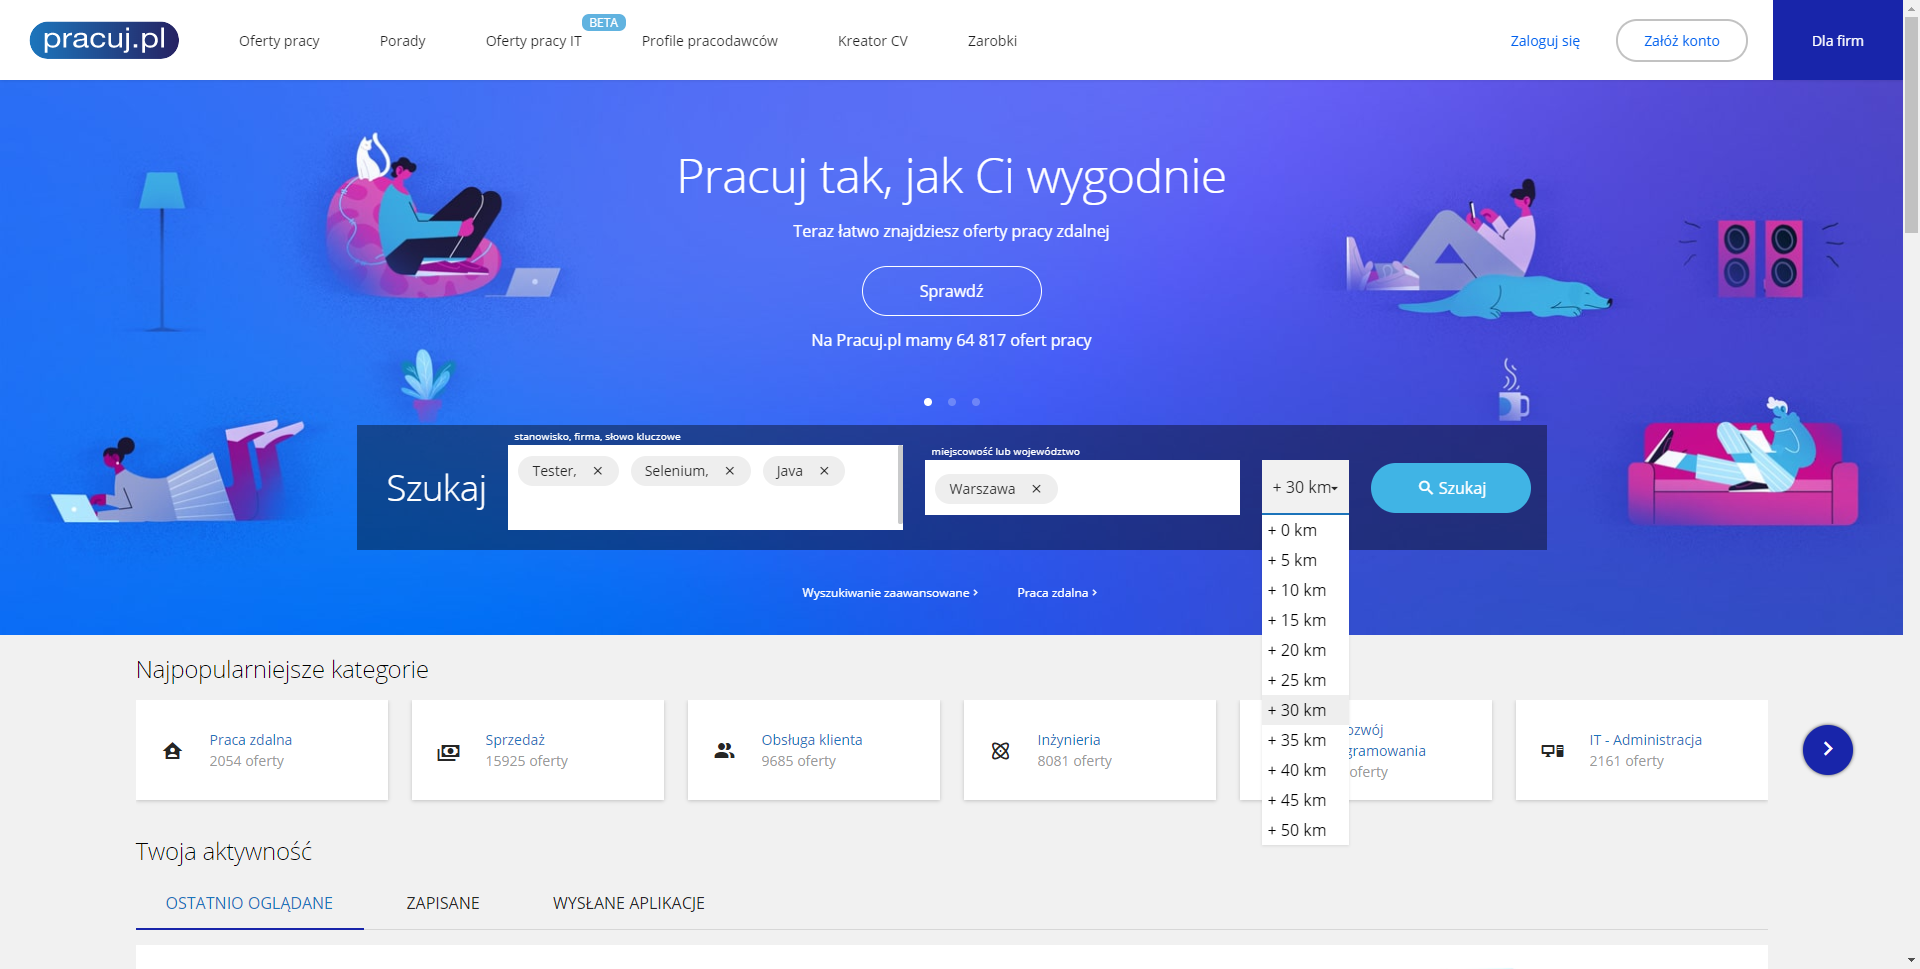 pracuj.pl
Oferty pracy
Porady
Oferty pracy IT
BETA
Profile pracodawców
Kreator CV
Zarobki
Zaloguj się
Załóż konto
Dla firm
Pracuj tak, jak Ci wygodnie
Teraz łatwo znajdziesz oferty pracy zdalnej
Sprawdź
Na Pracuj.pl mamy 64 817 ofert pracy
Szukaj
stanowisko, firma, słowo kluczowe
Tester, ×
Selenium, ×
Java ×
miejscowość lub województwo
Warszawa ×
+ 30 km
Szukaj
+ 0 km
+ 5 km
+ 10 km
+ 15 km
+ 20 km
+ 25 km
+ 30 km
+ 35 km
+ 40 km
+ 45 km
+ 50 km
Wyszukiwanie zaawansowane ›
Praca zdalna ›
Najpopularniejsze kategorie
Praca zdalna
2054 oferty
Sprzedaż
15925 oferty
Obsługa klienta
9685 oferty
Inżynieria
8081 oferty
ozwój
gramowania
oferty
IT - Administracja
2161 oferty
Twoja aktywność
OSTATNIO OGLĄDANE
ZAPISANE
WYSŁANE APLIKACJE